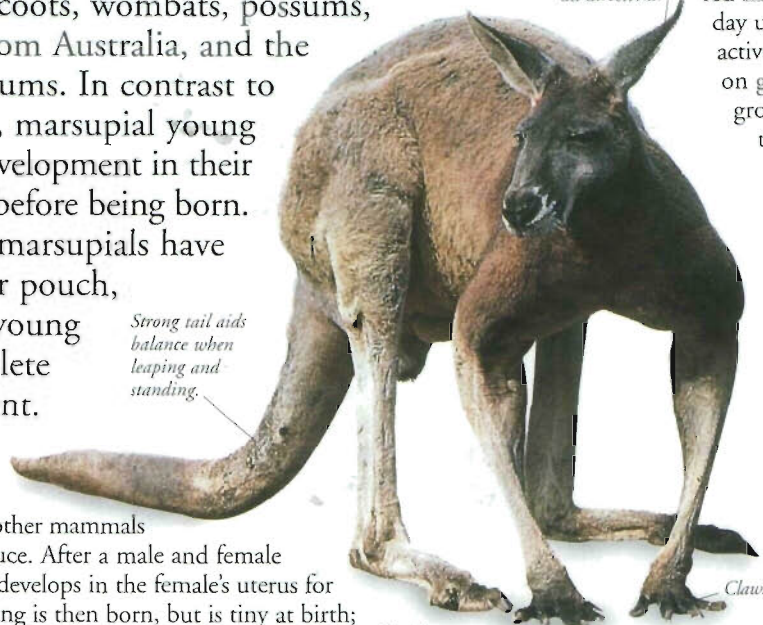 coots, wombats, possums,
om Australia, and the
ums. In contrast to
, marsupial young
velopment in their
before being born.
marsupials have
r pouch,
young
lete
nt.
Strong tail aids
balance when
leaping and
standing.
other mammals
uce. After a male and female
develops in the female's uterus for
ng is then born, but is tiny at birth;
day u
activ
on g
gro
t
Claw